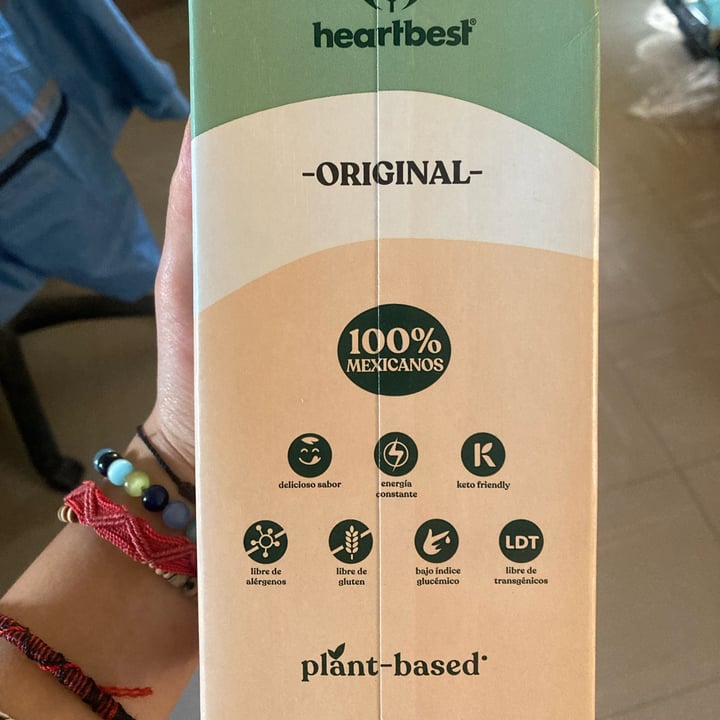 heartbest®
-ORIGINAL-
100%
MEXICANOS
delicioso sabor
energía
constante
keto friendly
libre de
alérgenos
libre de
gluten
bajo índice
glucémico
LDT
libre de
transgénicos
plant-based